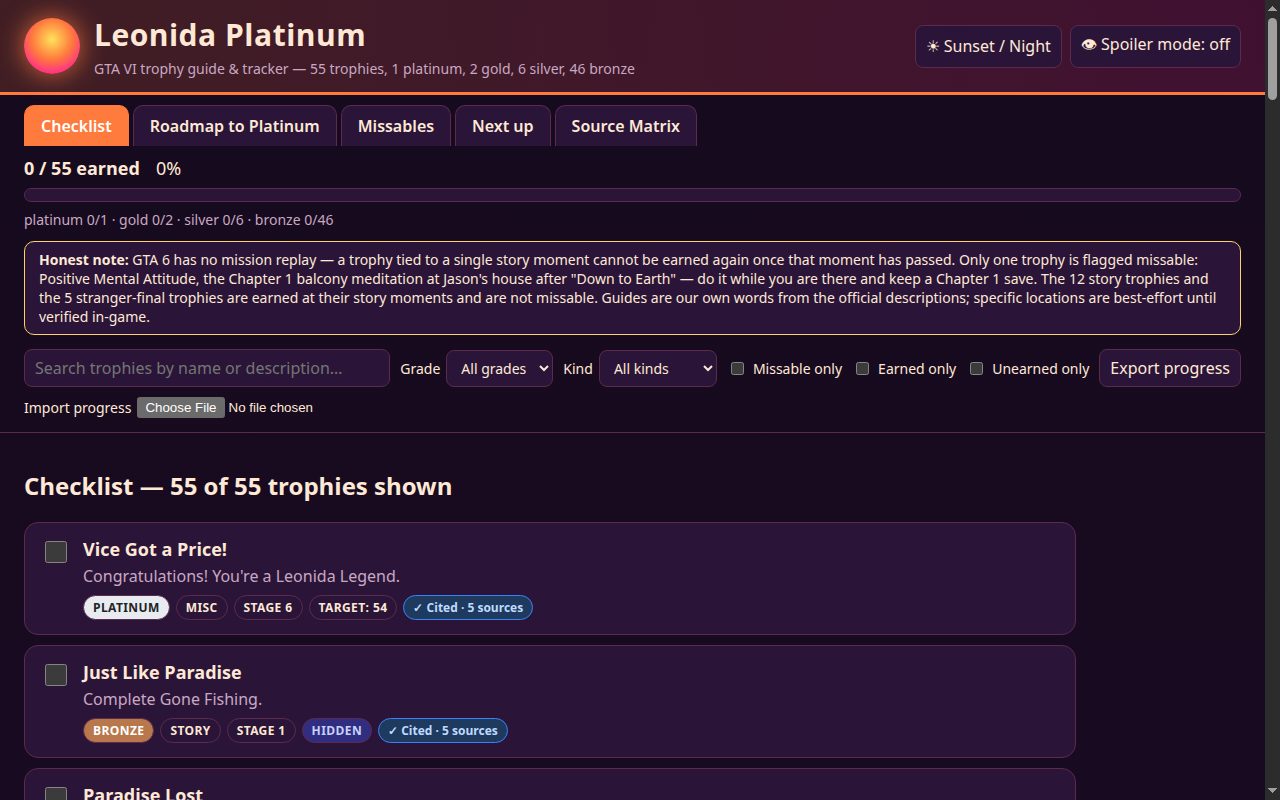 Leonida Platinum
GTA VI trophy guide & tracker — 55 trophies, 1 platinum, 2 gold, 6 silver, 46 bronze
☀ Sunset / Night
👁 Spoiler mode: off
Checklist
Roadmap to Platinum
Missables
Next up
Source Matrix
0 / 55 earned 0%
platinum 0/1 · gold 0/2 · silver 0/6 · bronze 0/46
Honest note: GTA 6 has no mission replay — a trophy tied to a single story moment cannot be earned again once that moment has passed. Only one trophy is flagged missable:
Positive Mental Attitude, the Chapter 1 balcony meditation at Jason's house after "Down to Earth" — do it while you are there and keep a Chapter 1 save. The 12 story trophies and
the 5 stranger-final trophies are earned at their story moments and are not missable. Guides are our own words from the official descriptions; specific locations are best-effort until
verified in-game.
Search trophies by name or description...
Grade
All grades
Kind
All kinds
Missable only
Earned only
Unearned only
Export progress
Import progress
Choose File
No file chosen
Checklist — 55 of 55 trophies shown
Vice Got a Price!
Congratulations! You're a Leonida Legend.
PLATINUM
MISC
STAGE 6
TARGET: 54
✓ Cited · 5 sources
Just Like Paradise
Complete Gone Fishing.
BRONZE
STORY
STAGE 1
HIDDEN
✓ Cited · 5 sources
Paradise Lost